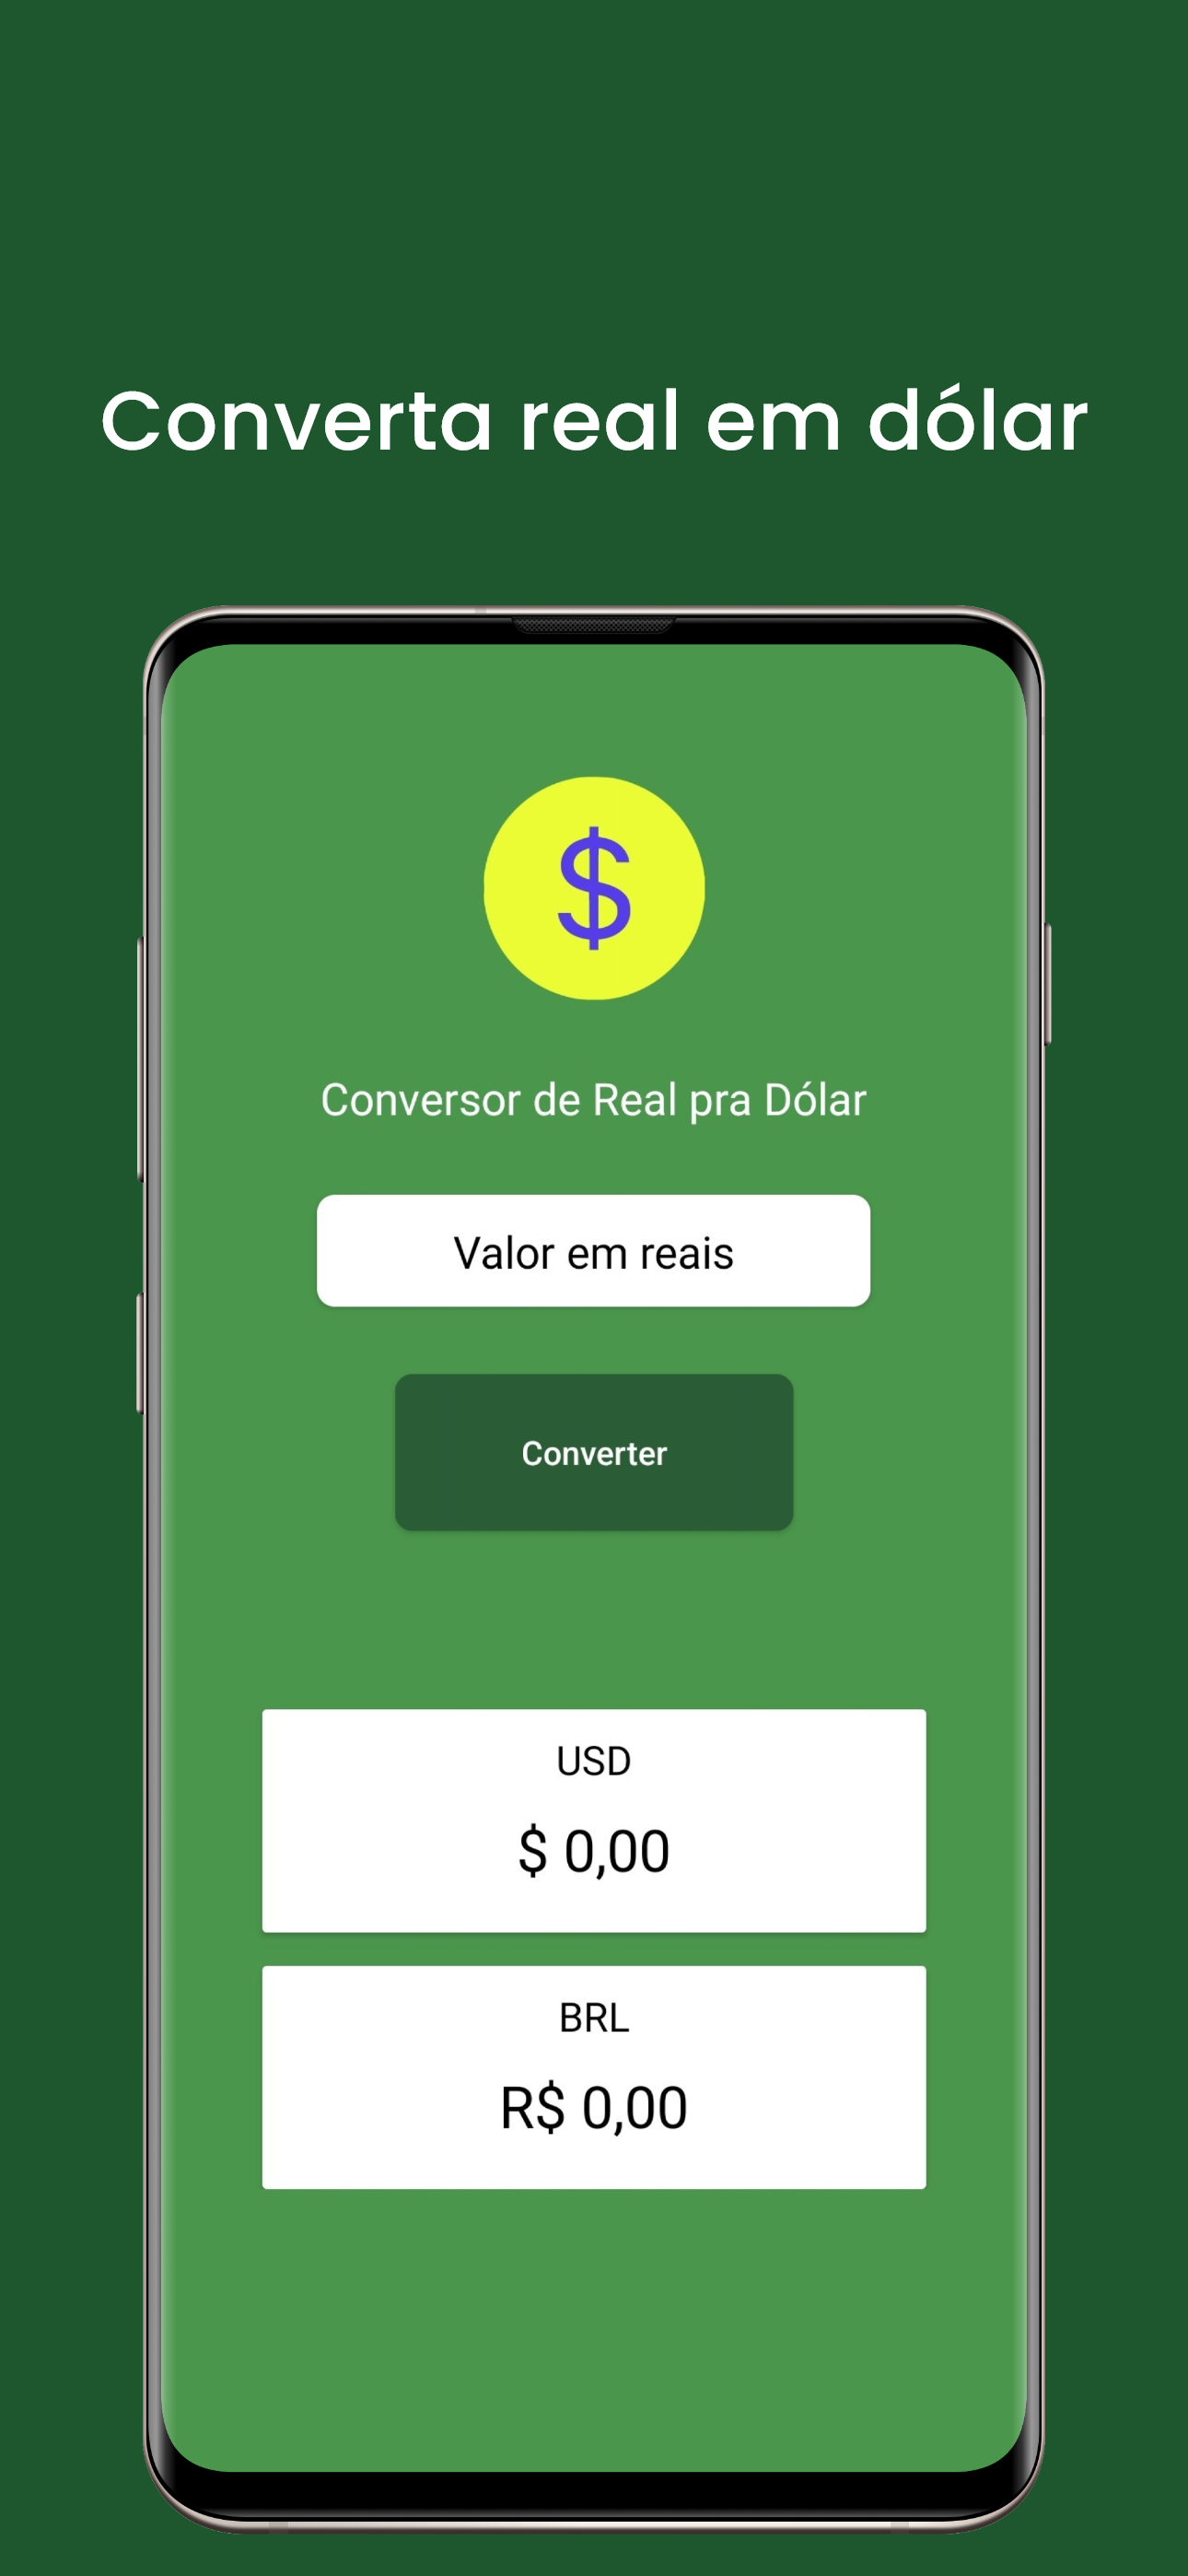 Converta real em dólar
$
Conversor de Real pra Dólar
Valor em reais
Converter
USD
$ 0,00
BRL
R$ 0,00